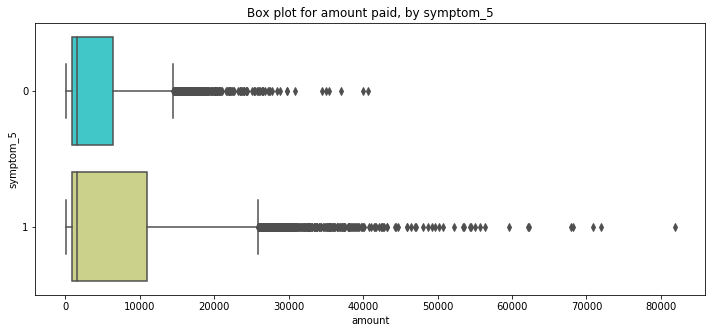 Box plot for amount paid, by symptom_5
symptom_5
0
1
0 10000 20000 30000 40000 50000 60000 70000 80000
amount